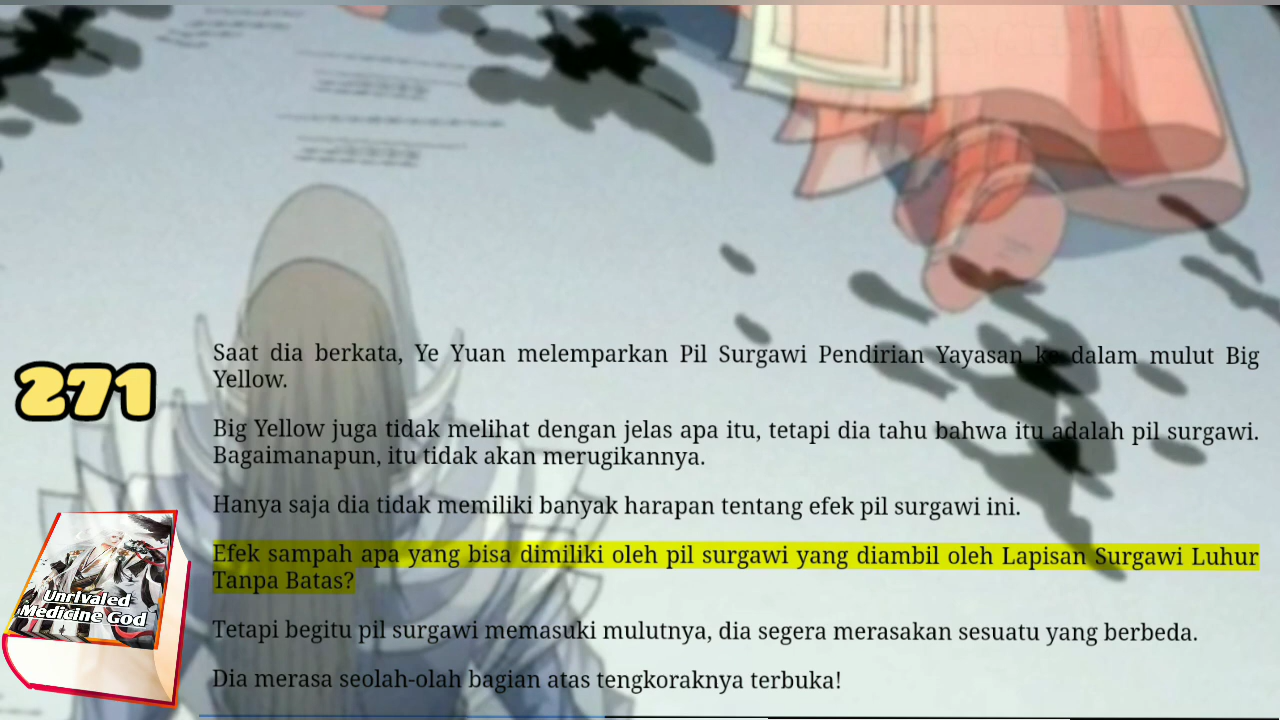 Saat dia berkata, Ye Yuan melemparkan Pil Surgawi Pendirian Yayasan ke dalam mulut Big
Yellow.
271
Big Yellow juga tidak melihat dengan jelas apa itu, tetapi dia tahu bahwa itu adalah pil surgawi.
Bagaimanapun, itu tidak akan merugikannya.
Hanya saja dia tidak memiliki banyak harapan tentang efek pil surgawi ini.
Efek sampah apa yang bisa dimiliki oleh pil surgawi yang diambil oleh Lapisan Surgawi Luhur
Tanpa Batas?
Unrivaled
Medicine God
Tetapi begitu pil surgawi memasuki mulutnya, dia segera merasakan sesuatu yang berbeda.
Dia merasa seolah-olah bagian atas tengkoraknya terbuka!